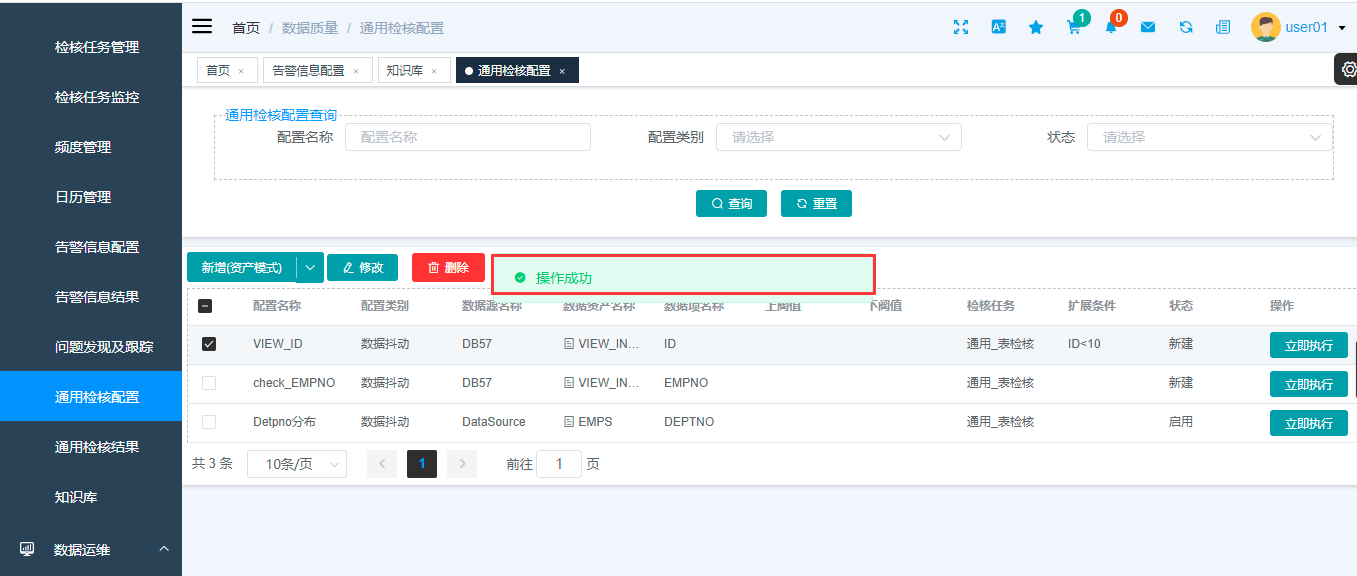 首页 / 数据质量 / 通用检核配置
1
0
user01
检核任务管理
检核任务监控
频度管理
日历管理
告警信息配置
告警信息结果
问题发现及跟踪
通用检核配置
通用检核结果
知识库
数据运维
首页 × 告警信息配置 × 知识库 × 通用检核配置 ×
通用检核配置查询
配置名称 配置名称 配置类别 请选择 状态 请选择
查询 重置
新增(资产模式) 修改 删除
操作成功
配置名称 配置类别 数据源名称 数据资产名称 数据项名称 上阈值 下阈值 检核任务 扩展条件 状态 操作
VIEW_ID 数据抖动 DB57 VIEW_IN... ID 通用_表检核 ID<10 新建 立即执行
check_EMPNO 数据抖动 DB57 VIEW_IN... EMPNO 通用_表检核 新建 立即执行
Detpno分布 数据抖动 DataSource EMPS DEPTNO 通用_表检核 启用 立即执行
共 3 条 10条/页 < 1 > 前往 1 页